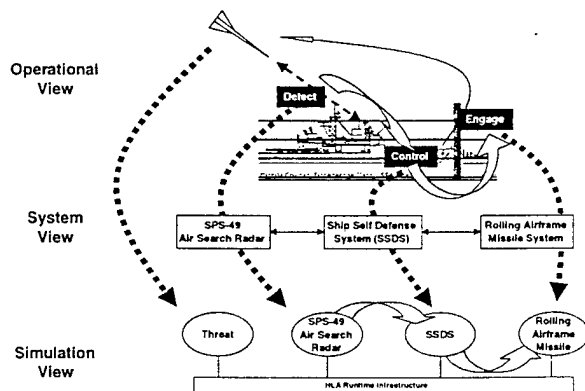 Operational
View
Detect
Engage
Control
System
View
SPS-49
Air Search Radar
Ship Self Defense
System (SSDS)
Rolling Airframe
Missile System
Simulation
View
Threat
SPS-49
Air Search
Radar
SSDS
Rolling
Airframe
Missile
HLA Runtime Infrastructure